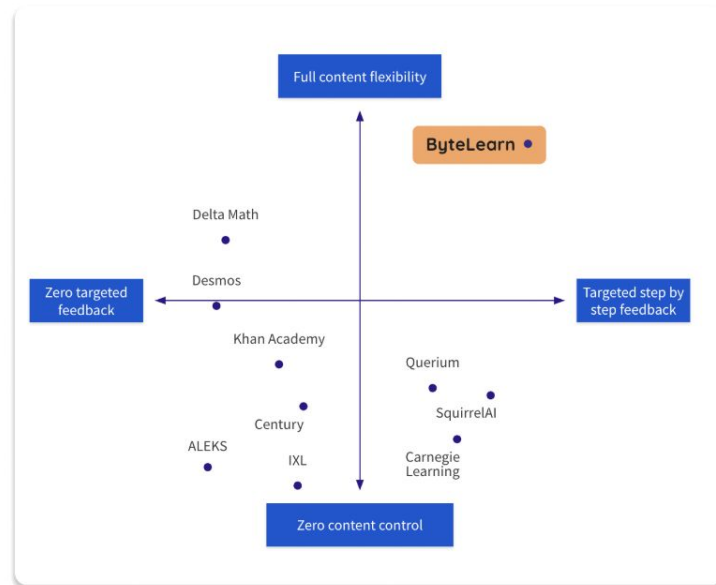 Full content flexibility
ByteLearn
Delta Math
Desmos
Zero targeted
feedback
Targeted step by
step feedback
Khan Academy
Querium
SquirrelAI
Century
ALEKS
IXL
Carnegie
Learning
Zero content control